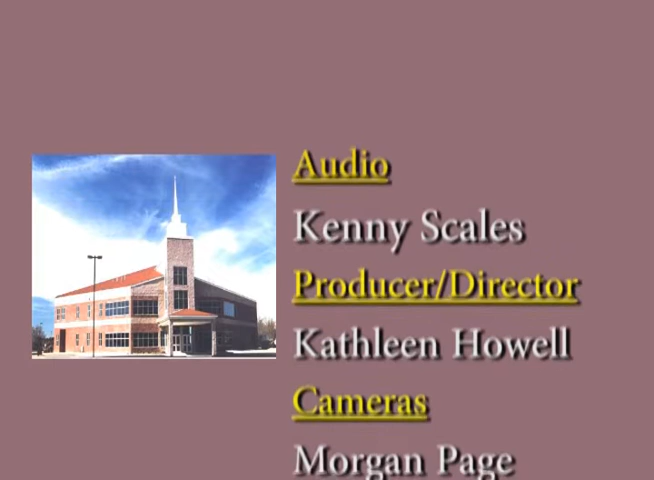 Audio
Kenny Scales
Producer/Director
Kathleen Howell
Cameras
Morgan Page